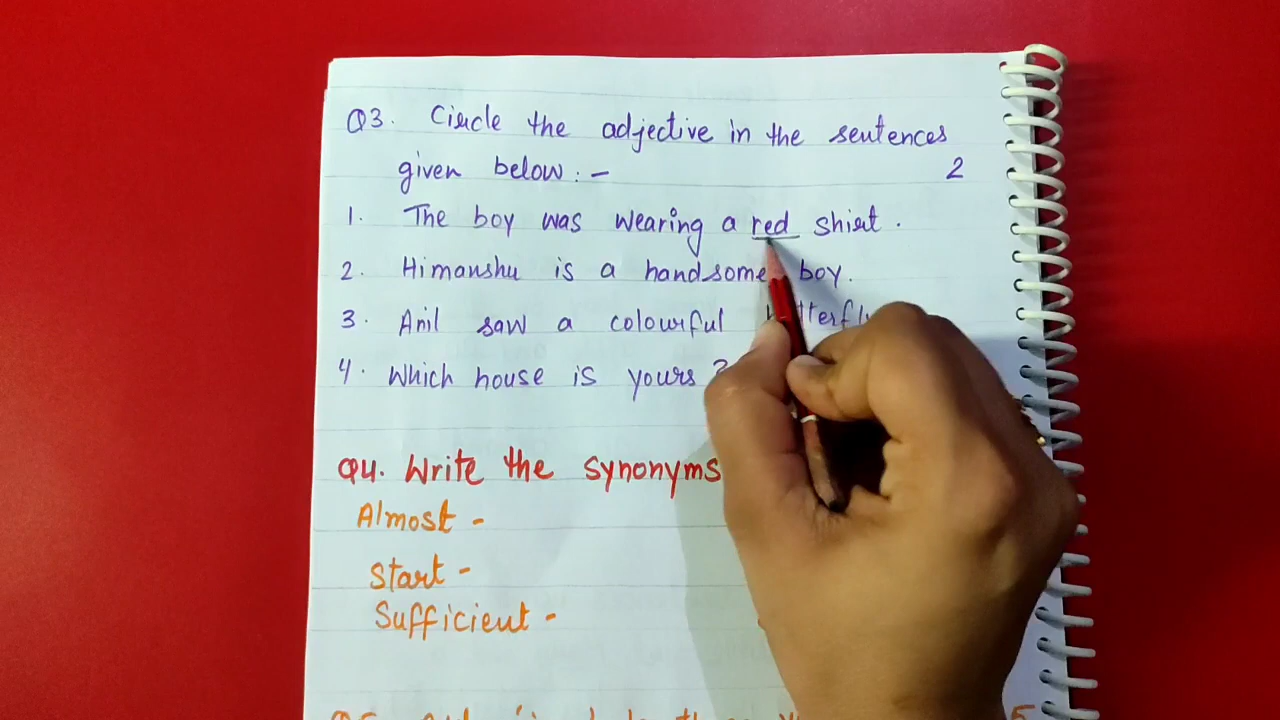 Q3. Circle the adjective in the sentences
given below :- 2
1. The boy was wearing a red shirt.
2. Himanshu is a handsome boy.
3. Anil saw a colourful
4. Which house is yours ?
Q4. Write the synonyms
Almost -
Start -
Sufficient -